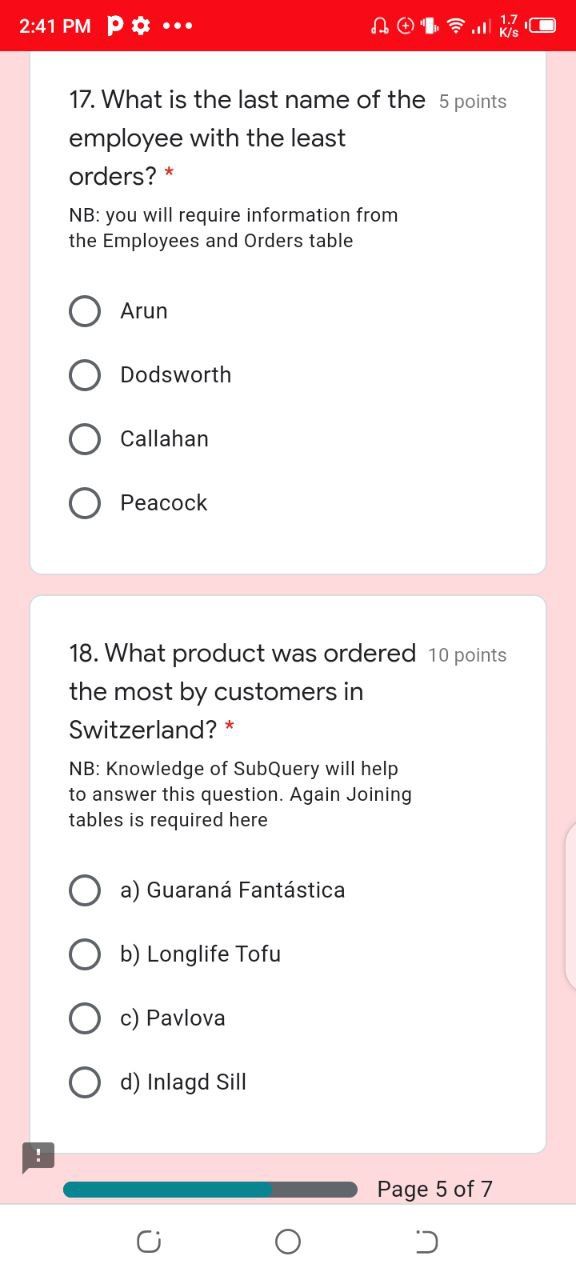 2:41 PM
1.7
K/s
17. What is the last name of the 5 points
employee with the least
orders? *
NB: you will require information from
the Employees and Orders table
Arun
Dodsworth
Callahan
Peacock
18. What product was ordered 10 points
the most by customers in
Switzerland? *
NB: Knowledge of SubQuery will help
to answer this question. Again Joining
tables is required here
a) Guaraná Fantástica
b) Longlife Tofu
c) Pavlova
d) Inlagd Sill
Page 5 of 7